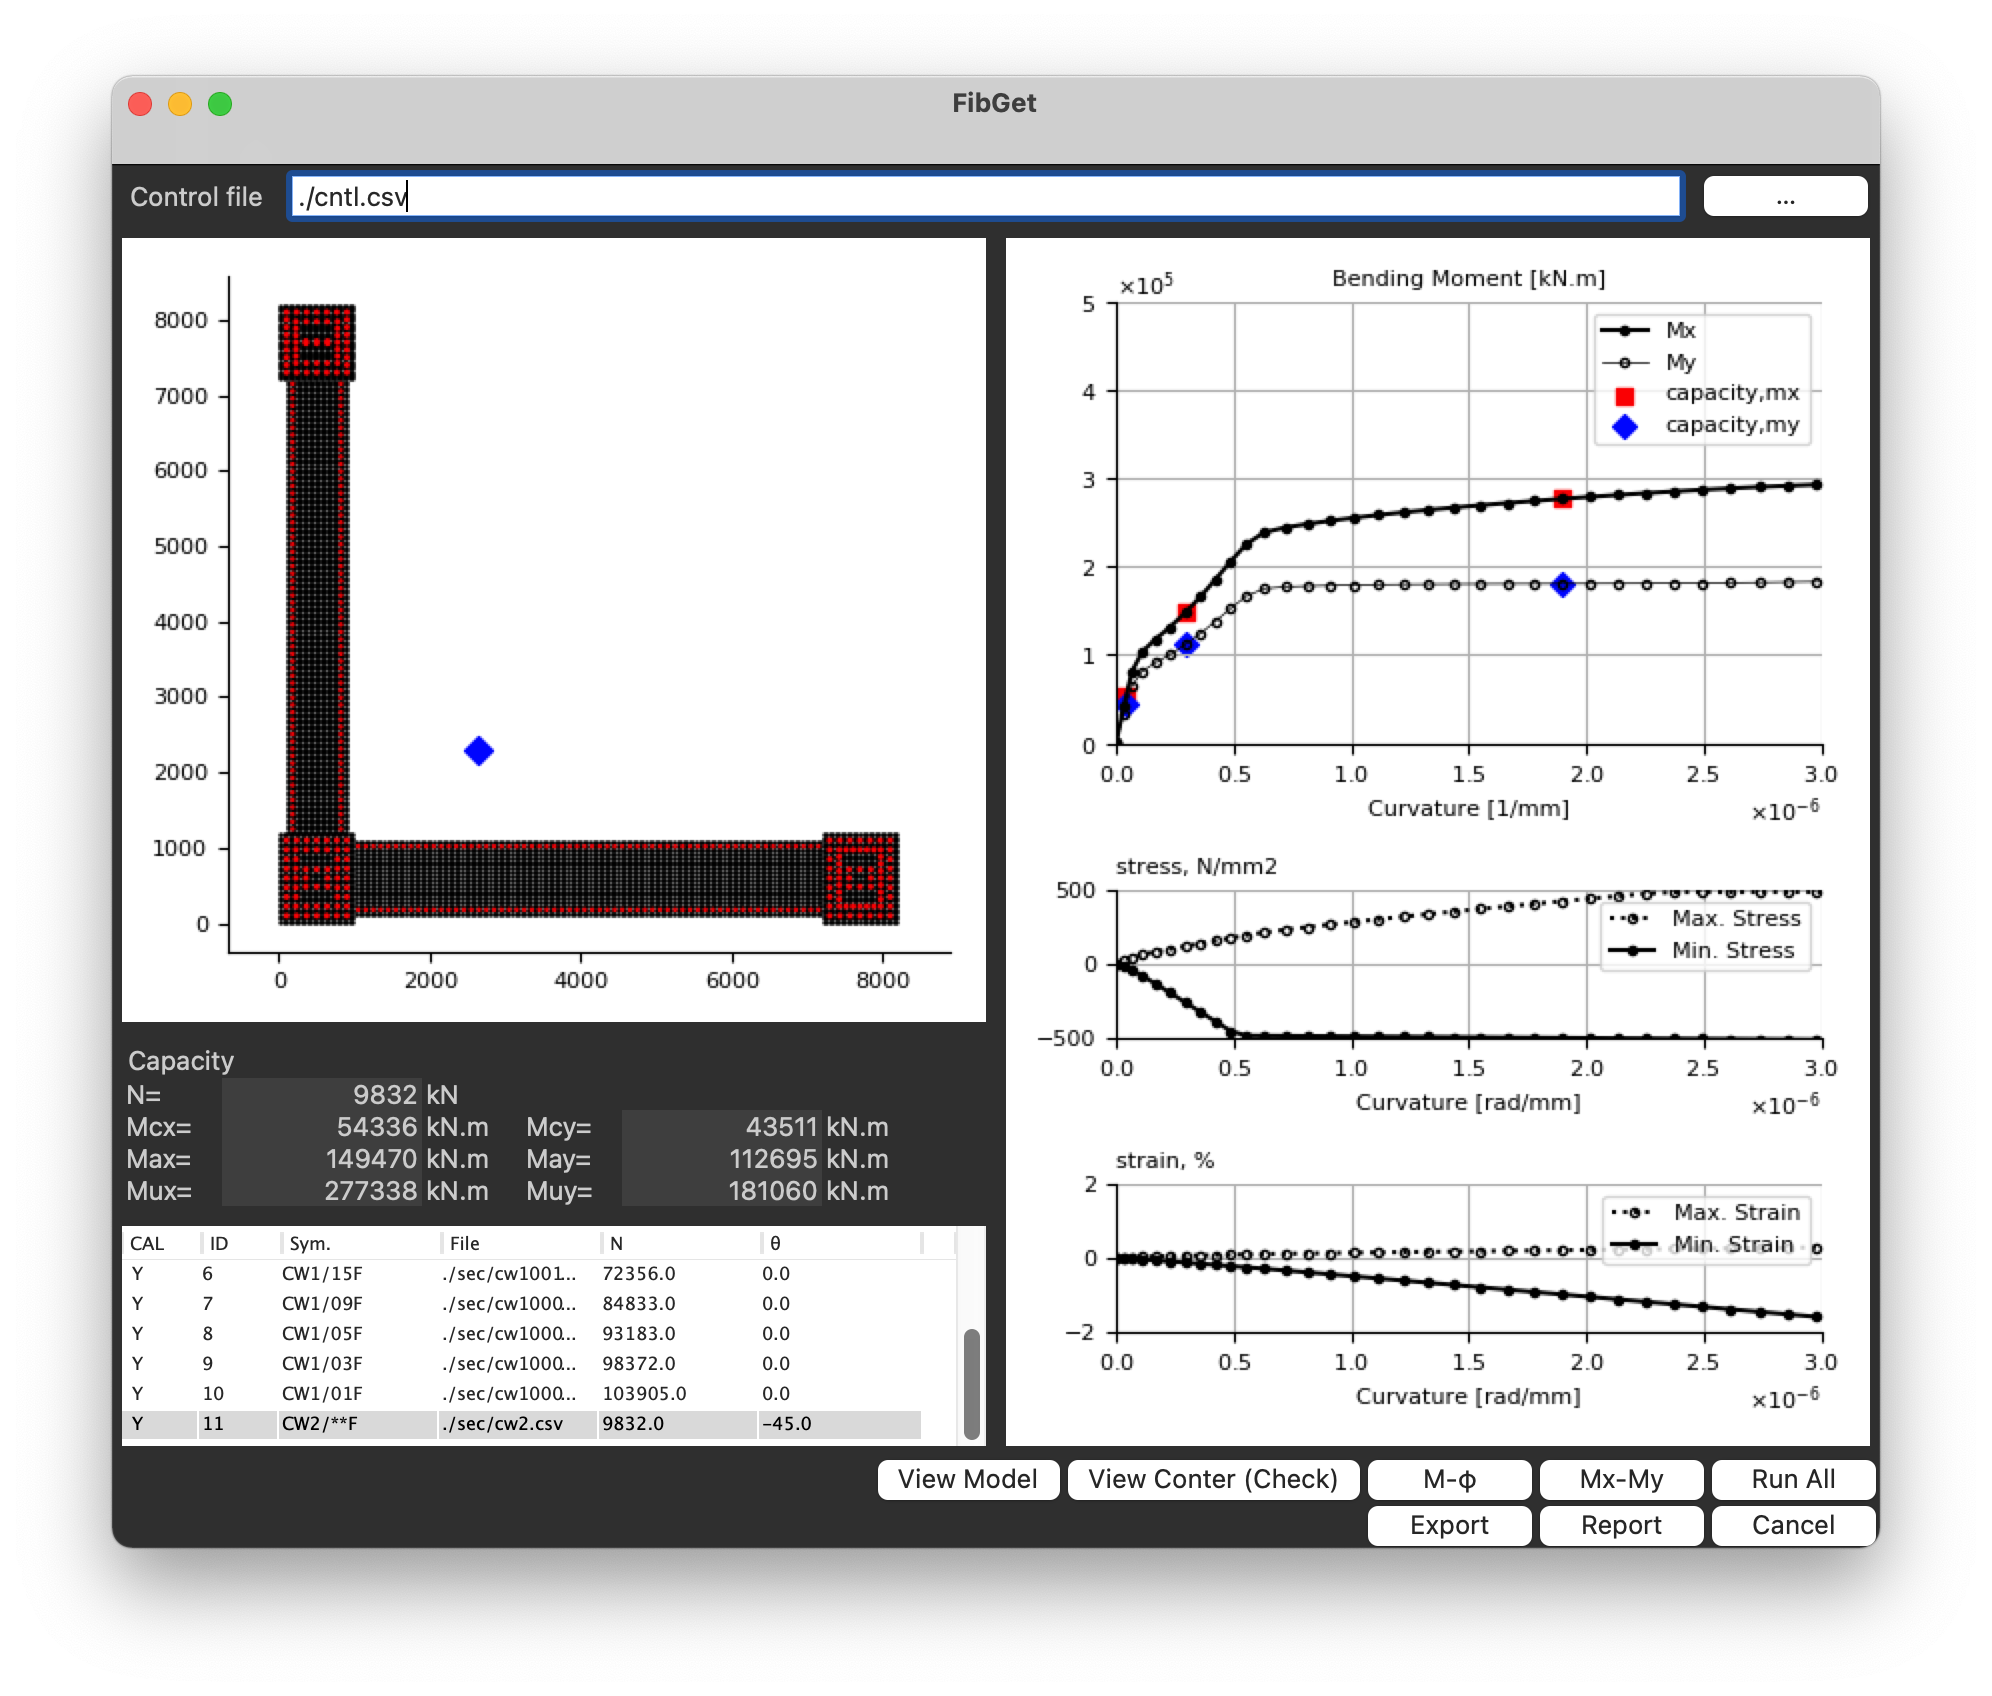 FibGet
Control file ./cntl.csv ...
8000
7000
6000
5000
4000
3000
2000
1000
0
0 2000 4000 6000 8000
Capacity
N= 9832 kN
Mcx= 54336 kN.m Mcy= 43511 kN.m
Max= 149470 kN.m May= 112695 kN.m
Mux= 277338 kN.m Muy= 181060 kN.m
CAL ID Sym. File N θ
Y 6 CW1/15F ./sec/cw1001... 72356.0 0.0
Y 7 CW1/09F ./sec/cw1000... 84833.0 0.0
Y 8 CW1/05F ./sec/cw1000... 93183.0 0.0
Y 9 CW1/03F ./sec/cw1000... 98372.0 0.0
Y 10 CW1/01F ./sec/cw1000... 103905.0 0.0
Y 11 CW2/**F ./sec/cw2.csv 9832.0 −45.0
×10⁵ Bending Moment [kN.m]
5
4
3
2
1
0
Mx
My
capacity,mx
capacity,my
0.0 0.5 1.0 1.5 2.0 2.5 3.0
Curvature [1/mm] ×10⁻⁶
stress, N/mm2
500
0
−500
Max. Stress
Min. Stress
0.0 0.5 1.0 1.5 2.0 2.5 3.0
Curvature [rad/mm] ×10⁻⁶
strain, %
2
0
−2
Max. Strain
Min. Strain
0.0 0.5 1.0 1.5 2.0 2.5 3.0
Curvature [rad/mm] ×10⁻⁶
View Model View Conter (Check) M-φ Mx-My Run All
Export Report Cancel